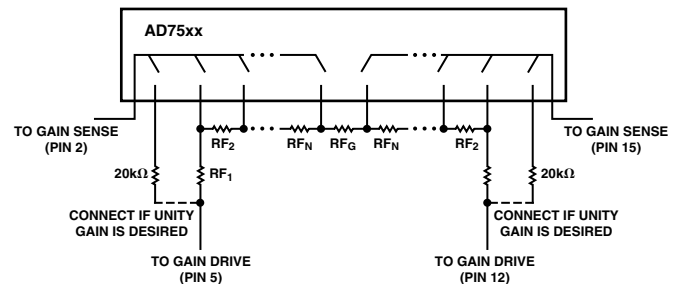 AD75xx
TO GAIN SENSE
(PIN 2)
TO GAIN SENSE
(PIN 15)
RF2
RFN
RFG
RFN
RF2
20kΩ
RF1
20kΩ
CONNECT IF UNITY
GAIN IS DESIRED
CONNECT IF UNITY
GAIN IS DESIRED
TO GAIN DRIVE
(PIN 5)
TO GAIN DRIVE
(PIN 12)